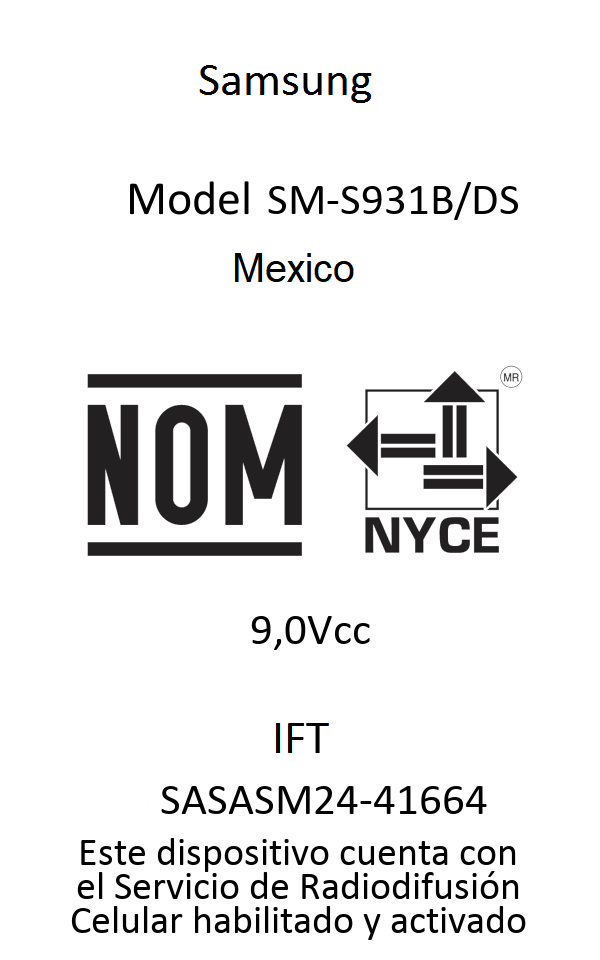 Samsung
Model SM-S931B/DS
Mexico
MR
NOM
NYCE
9,0Vcc
IFT
SASASM24-41664
Este dispositivo cuenta con
el Servicio de Radiodifusión
Celular habilitado y activado